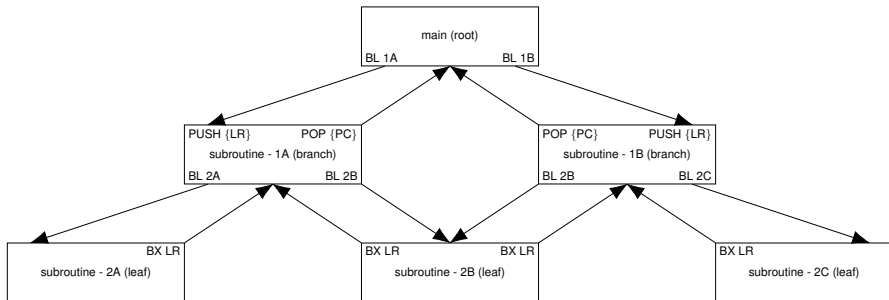 main (root)
BL 1A BL 1B
PUSH {LR} POP {PC} POP {PC} PUSH {LR}
subroutine - 1A (branch) subroutine - 1B (branch)
BL 2A BL 2B BL 2B BL 2C
BX LR BX LR BX LR BX LR
subroutine - 2A (leaf) subroutine - 2B (leaf) subroutine - 2C (leaf)